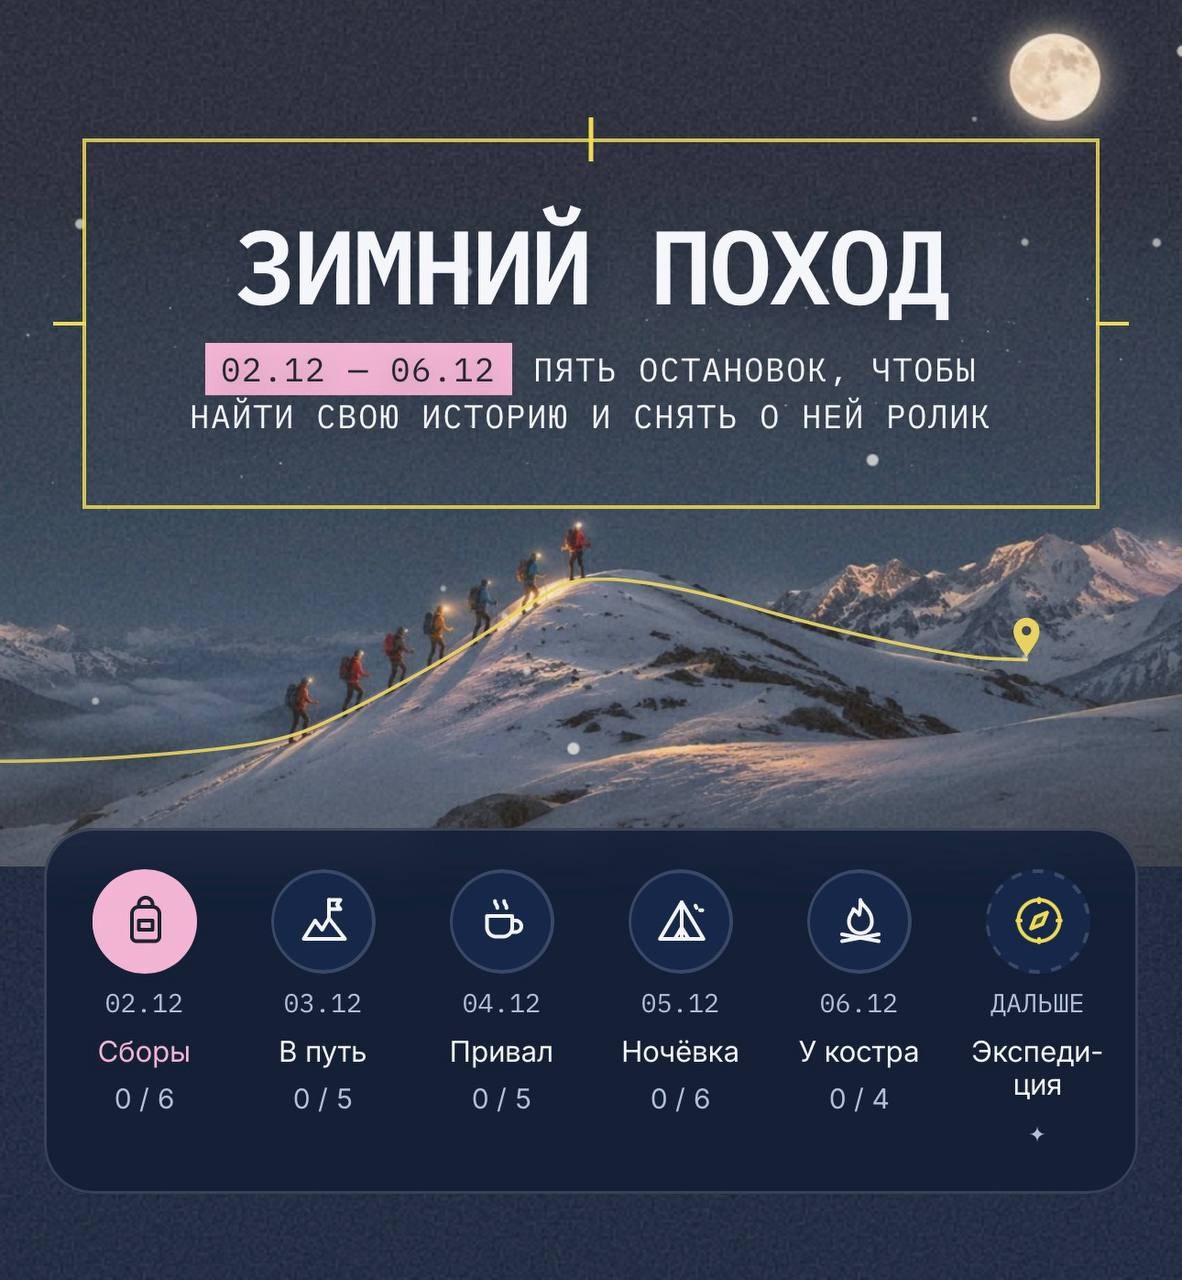 ЗИМНИЙ ПОХОД
02.12 — 06.12 ПЯТЬ ОСТАНОВОК, ЧТОБЫ
НАЙТИ СВОЮ ИСТОРИЮ И СНЯТЬ О НЕЙ РОЛИК
02.12
Сборы
0 / 6
03.12
В путь
0 / 5
04.12
Привал
0 / 5
05.12
Ночёвка
0 / 6
06.12
У костра
0 / 4
ДАЛЬШЕ
Экспеди-
ция